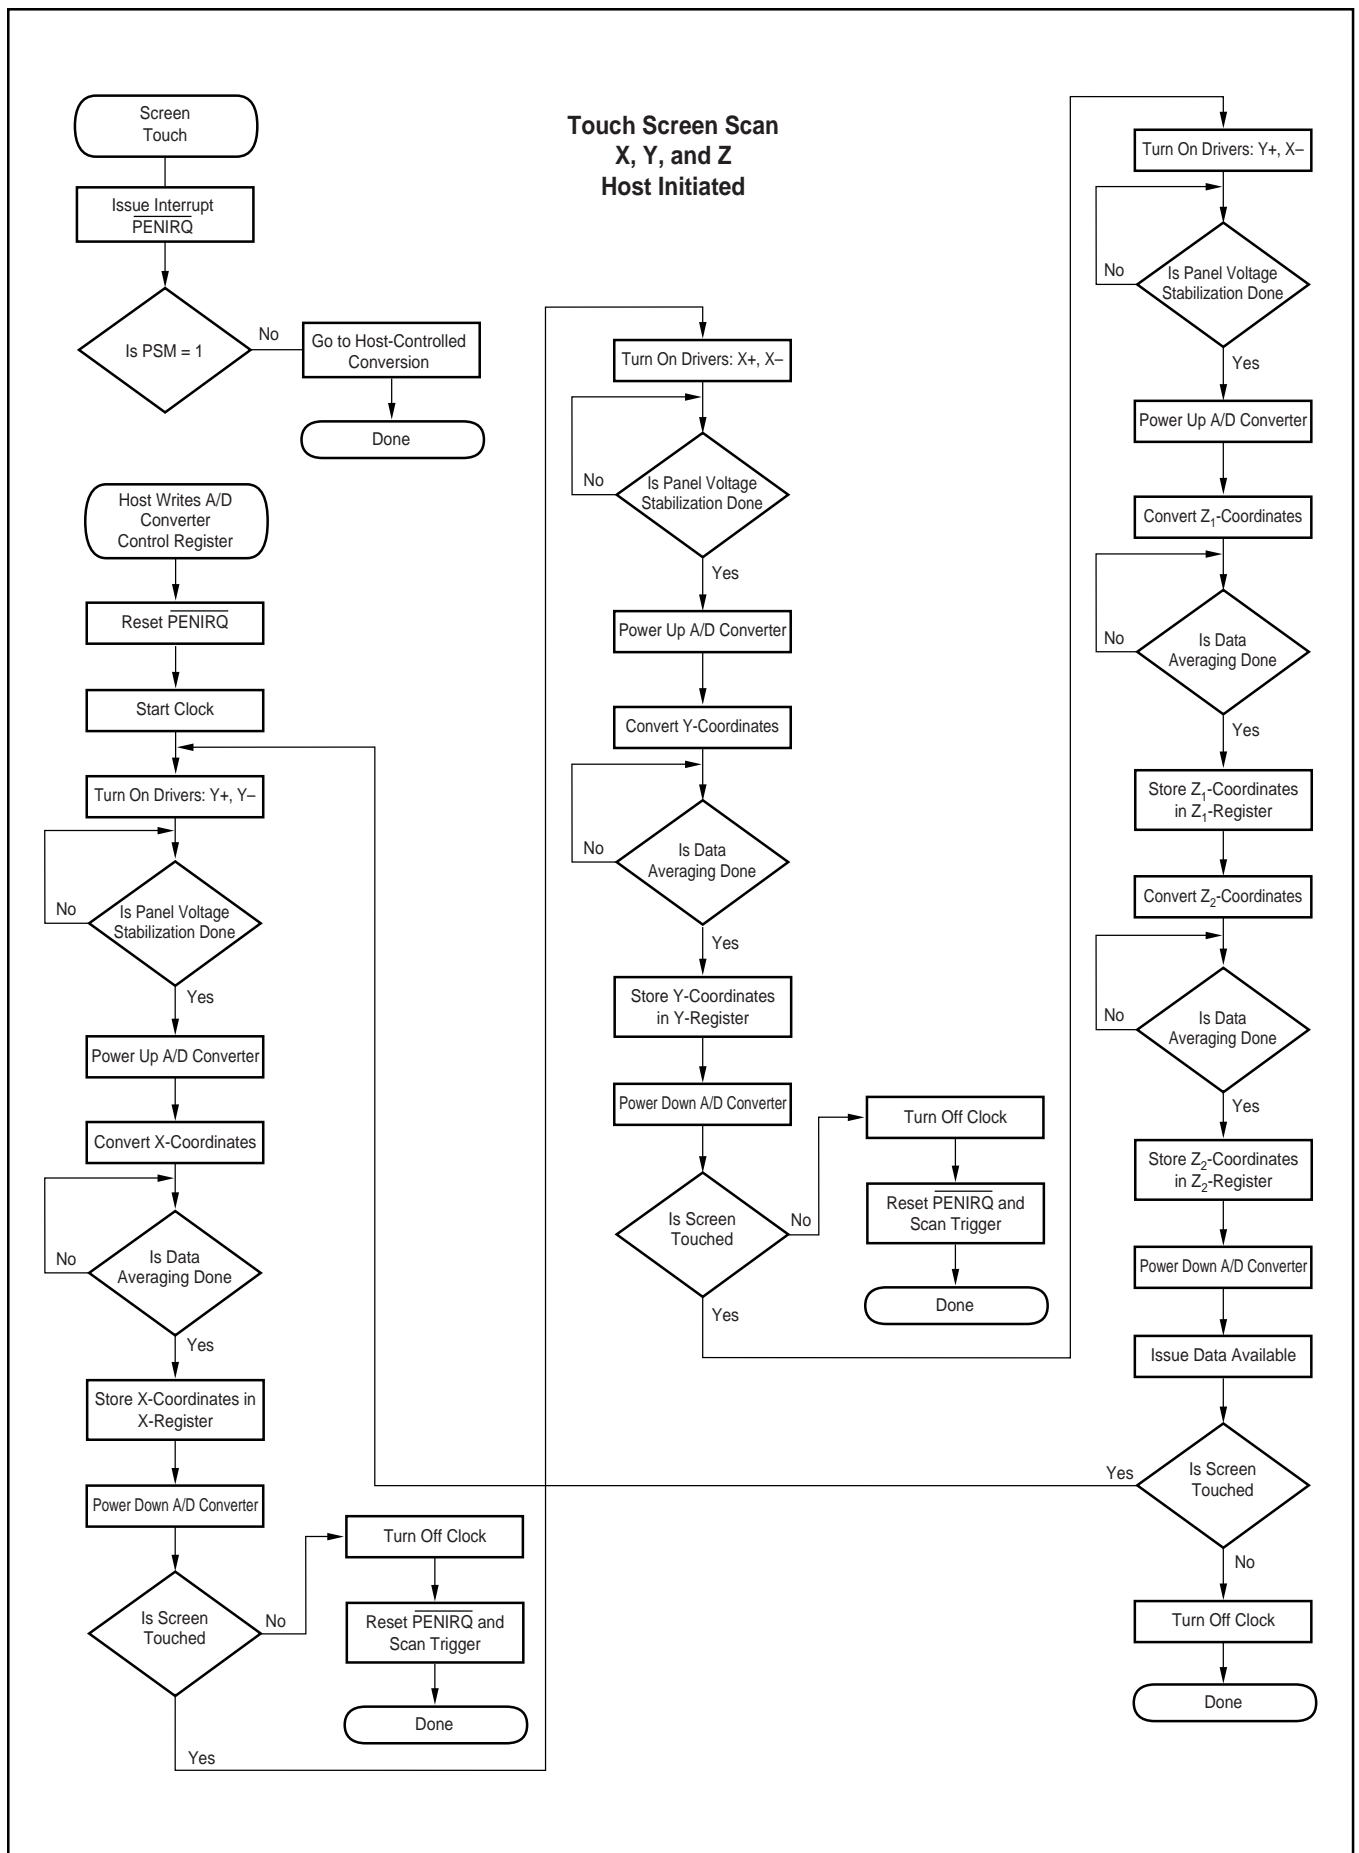 Touch Screen Scan
X, Y, and Z
Host Initiated
Screen
Touch
Issue Interrupt
PENIRQ
Is PSM = 1
No
Go to Host-Controlled
Conversion
Done
Host Writes A/D
Converter
Control Register
Reset PENIRQ
Start Clock
Turn On Drivers: Y+, Y–
No
Is Panel Voltage
Stabilization Done
Yes
Power Up A/D Converter
Convert X-Coordinates
No
Is Data
Averaging Done
Yes
Store X-Coordinates in
X-Register
Power Down A/D Converter
Is Screen
Touched
No
Turn Off Clock
Reset PENIRQ and
Scan Trigger
Done
Yes
Turn On Drivers: X+, X–
No
Is Panel Voltage
Stabilization Done
Yes
Power Up A/D Converter
Convert Y-Coordinates
No
Is Data
Averaging Done
Yes
Store Y-Coordinates
in Y-Register
Power Down A/D Converter
Is Screen
Touched
No
Turn Off Clock
Reset PENIRQ and
Scan Trigger
Done
Yes
Turn On Drivers: Y+, X–
No
Is Panel Voltage
Stabilization Done
Yes
Power Up A/D Converter
Convert Z1-Coordinates
No
Is Data
Averaging Done
Yes
Store Z1-Coordinates
in Z1-Register
Convert Z2-Coordinates
No
Is Data
Averaging Done
Yes
Store Z2-Coordinates
in Z2-Register
Power Down A/D Converter
Issue Data Available
Yes
Is Screen
Touched
No
Turn Off Clock
Done